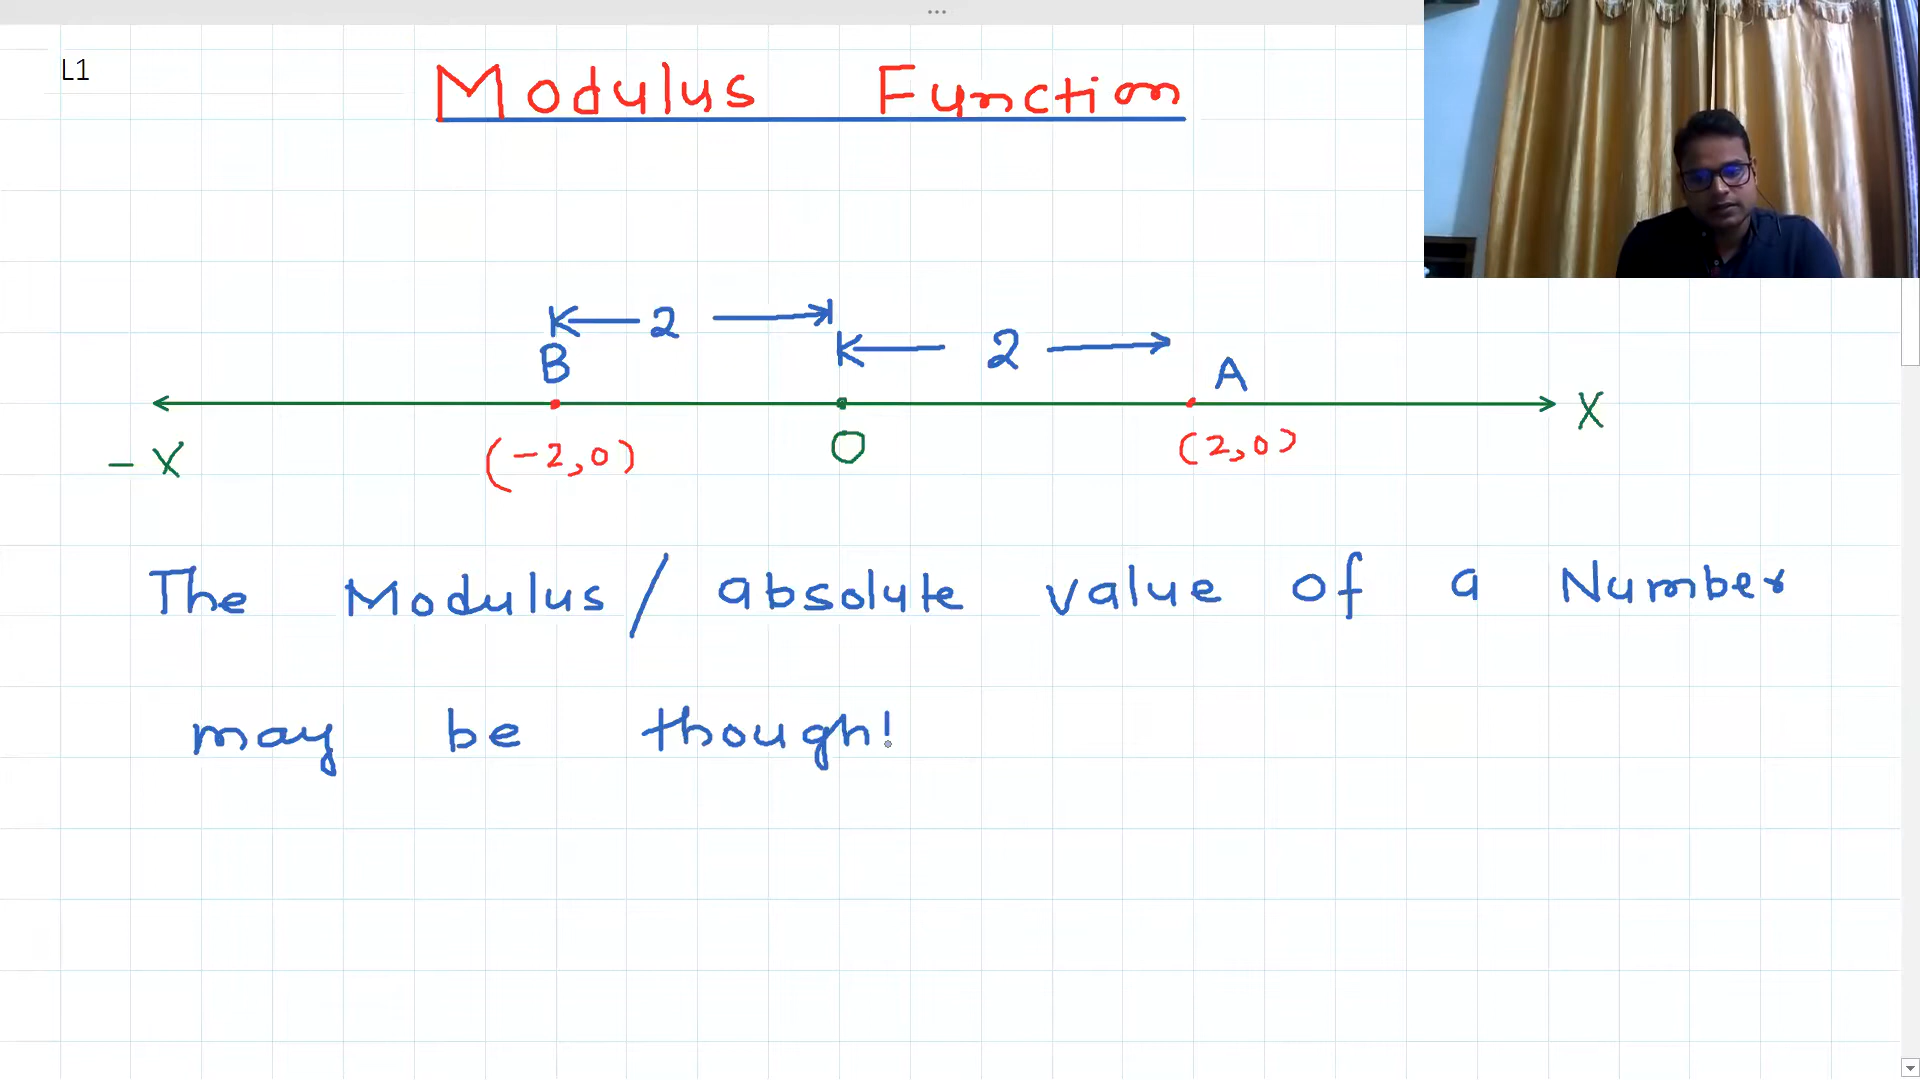 L1
Modulus Function
2
2
B
A
X
- X
(-2,0)
O
(2,0)
The Modulus/absolute value of a Number
may be though!